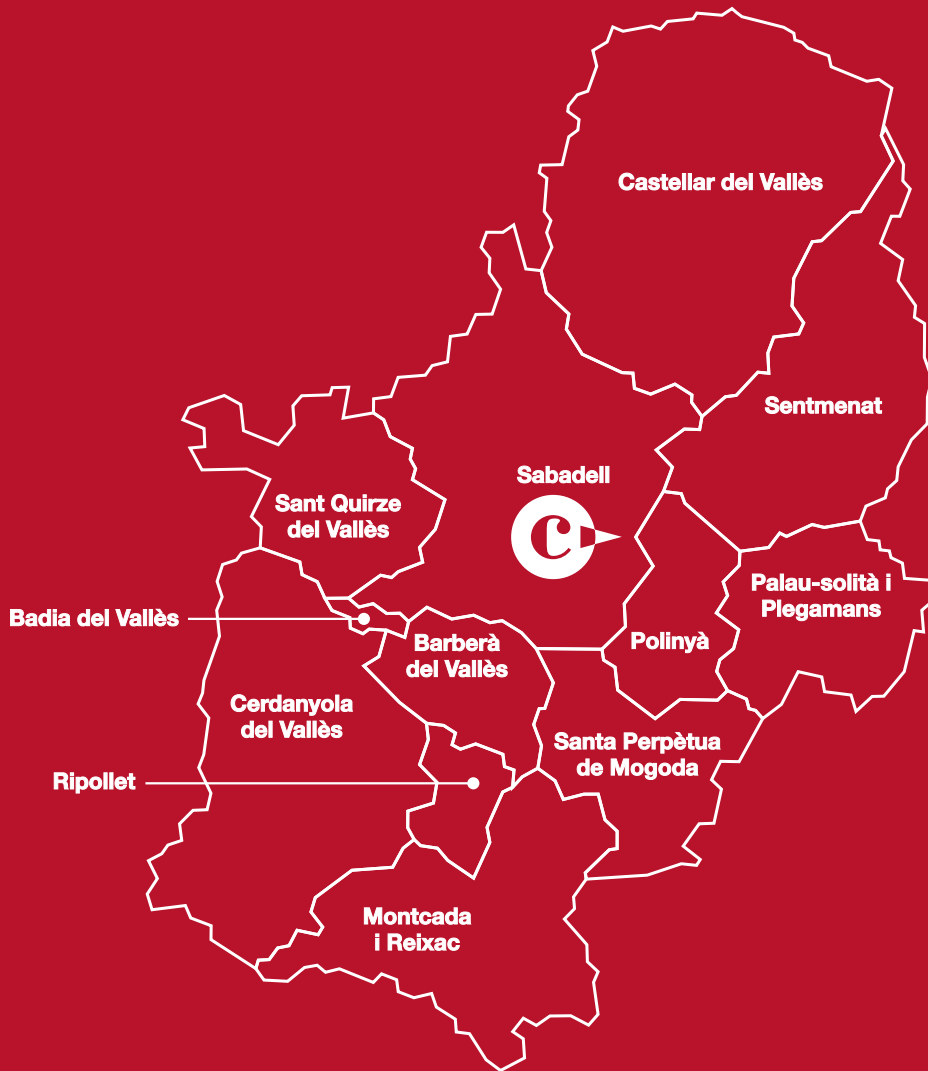 Castellar del Vallès
Sentmenat
Sabadell
C
Sant Quirze
del Vallès
Palau-solità i
Plegamans
Badia del Vallès
Barberà
del Vallès
Polinyà
Cerdanyola
del Vallès
Santa Perpètua
de Mogoda
Ripollet
Montcada
i Reixac